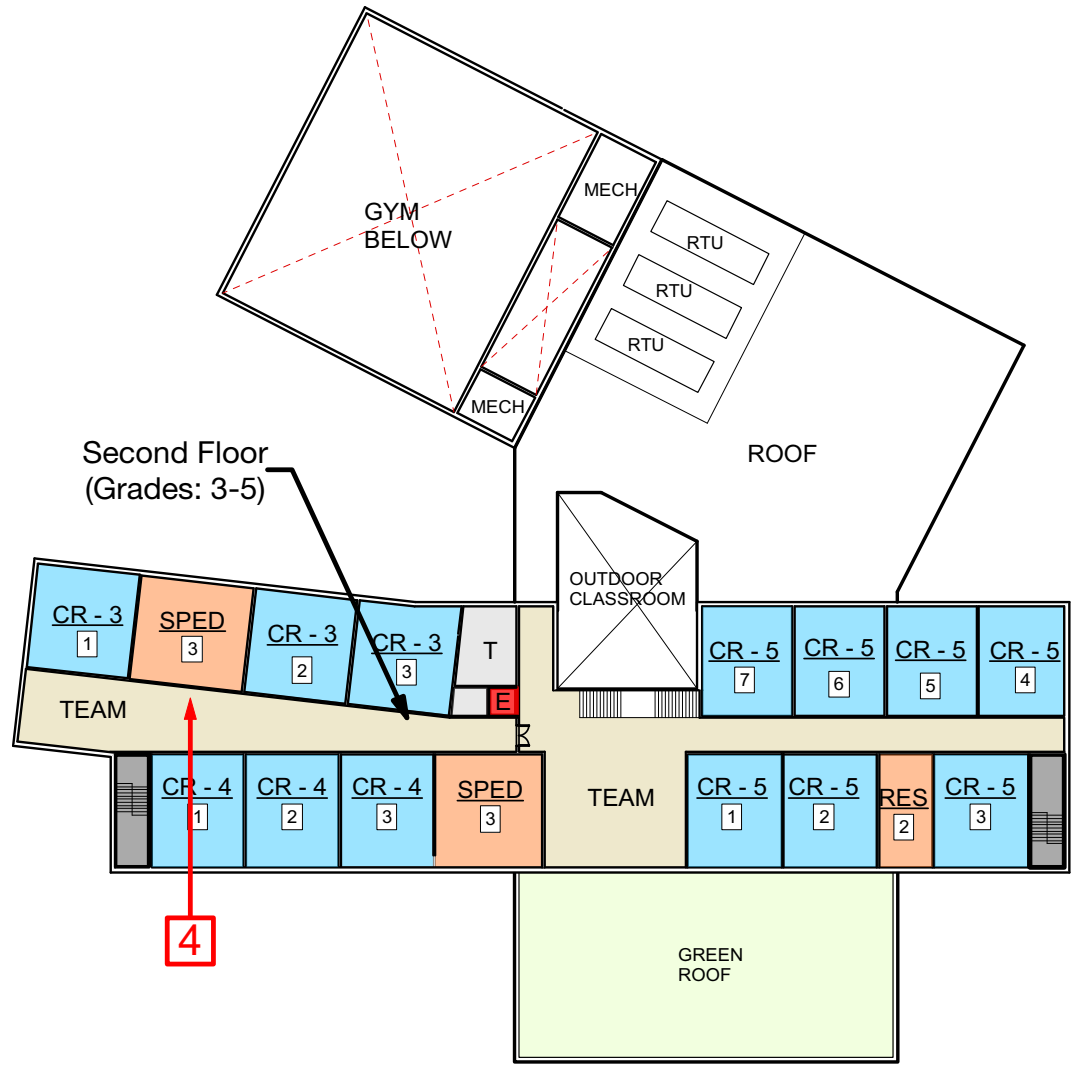 MECH
GYM
BELOW
RTU
RTU
RTU
MECH
Second Floor
(Grades: 3-5)
ROOF
OUTDOOR
CLASSROOM
CR - 3
1
SPED
3
CR - 3
2
CR - 3
3
T
E
CR - 5
7
CR - 5
6
CR - 5
5
CR - 5
4
TEAM
CR - 4
1
CR - 4
2
CR - 4
3
SPED
3
TEAM
CR - 5
1
CR - 5
2
RES
2
CR - 5
3
4
GREEN
ROOF